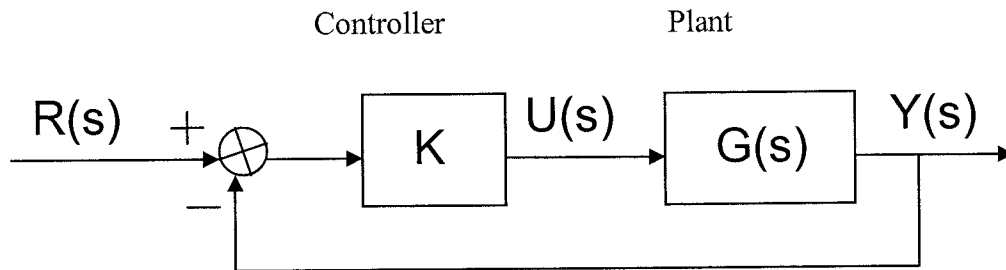 Controller Plant
R(s) + K U(s) G(s) Y(s)
−